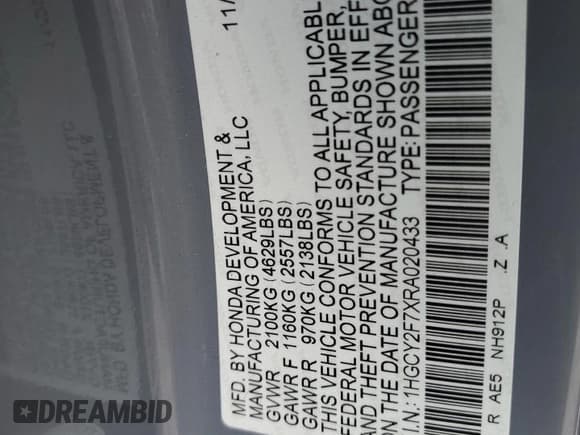 MFD. BY HONDA DEVELOPMENT & 11/
MANUFACTURING OF AMERICA, LLC
GVWR 2100KG (4629LBS)
GAWR F 1160KG (2557LBS)
GAWR R 970KG (2138LBS)
THIS VEHICLE CONFORMS TO ALL APPLICABL
FEDERAL MOTOR VEHICLE SAFETY, BUMPER,
AND THEFT PREVENTION STANDARDS IN EFF
ON THE DATE OF MANUFACTURE SHOWN ABO
I.N.: 1HGCY2F7XRA020433 TYPE: PASSENGER
R AE5 NH912P .Z .A
DREAMBID